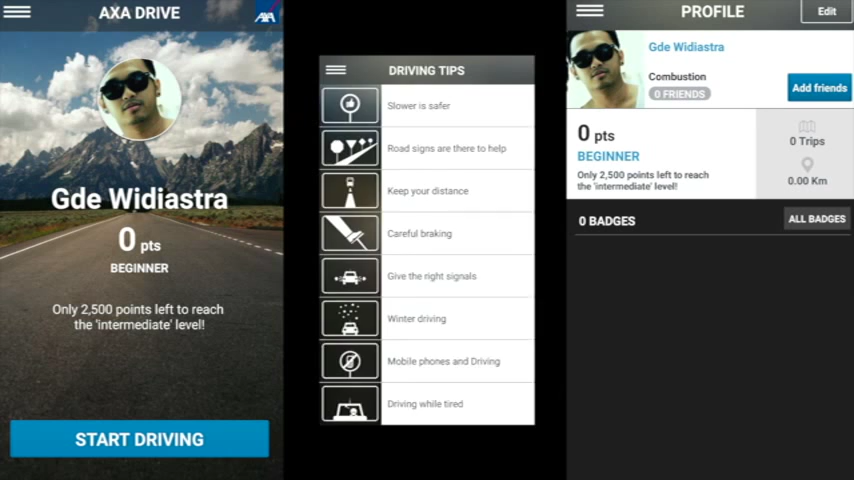 AXA DRIVE
AXA
Gde Widiastra
0 pts
BEGINNER
Only 2,500 points left to reach
the 'intermediate' level!
START DRIVING
DRIVING TIPS
Slower is safer
Road signs are there to help
Keep your distance
Careful braking
Give the right signals
Winter driving
Mobile phones and Driving
Driving while tired
PROFILE
Edit
Gde Widiastra
Combustion
0 FRIENDS
Add friends
0 pts
BEGINNER
Only 2,500 points left to reach
the 'intermediate' level!
0 Trips
0.00 Km
0 BADGES
ALL BADGES